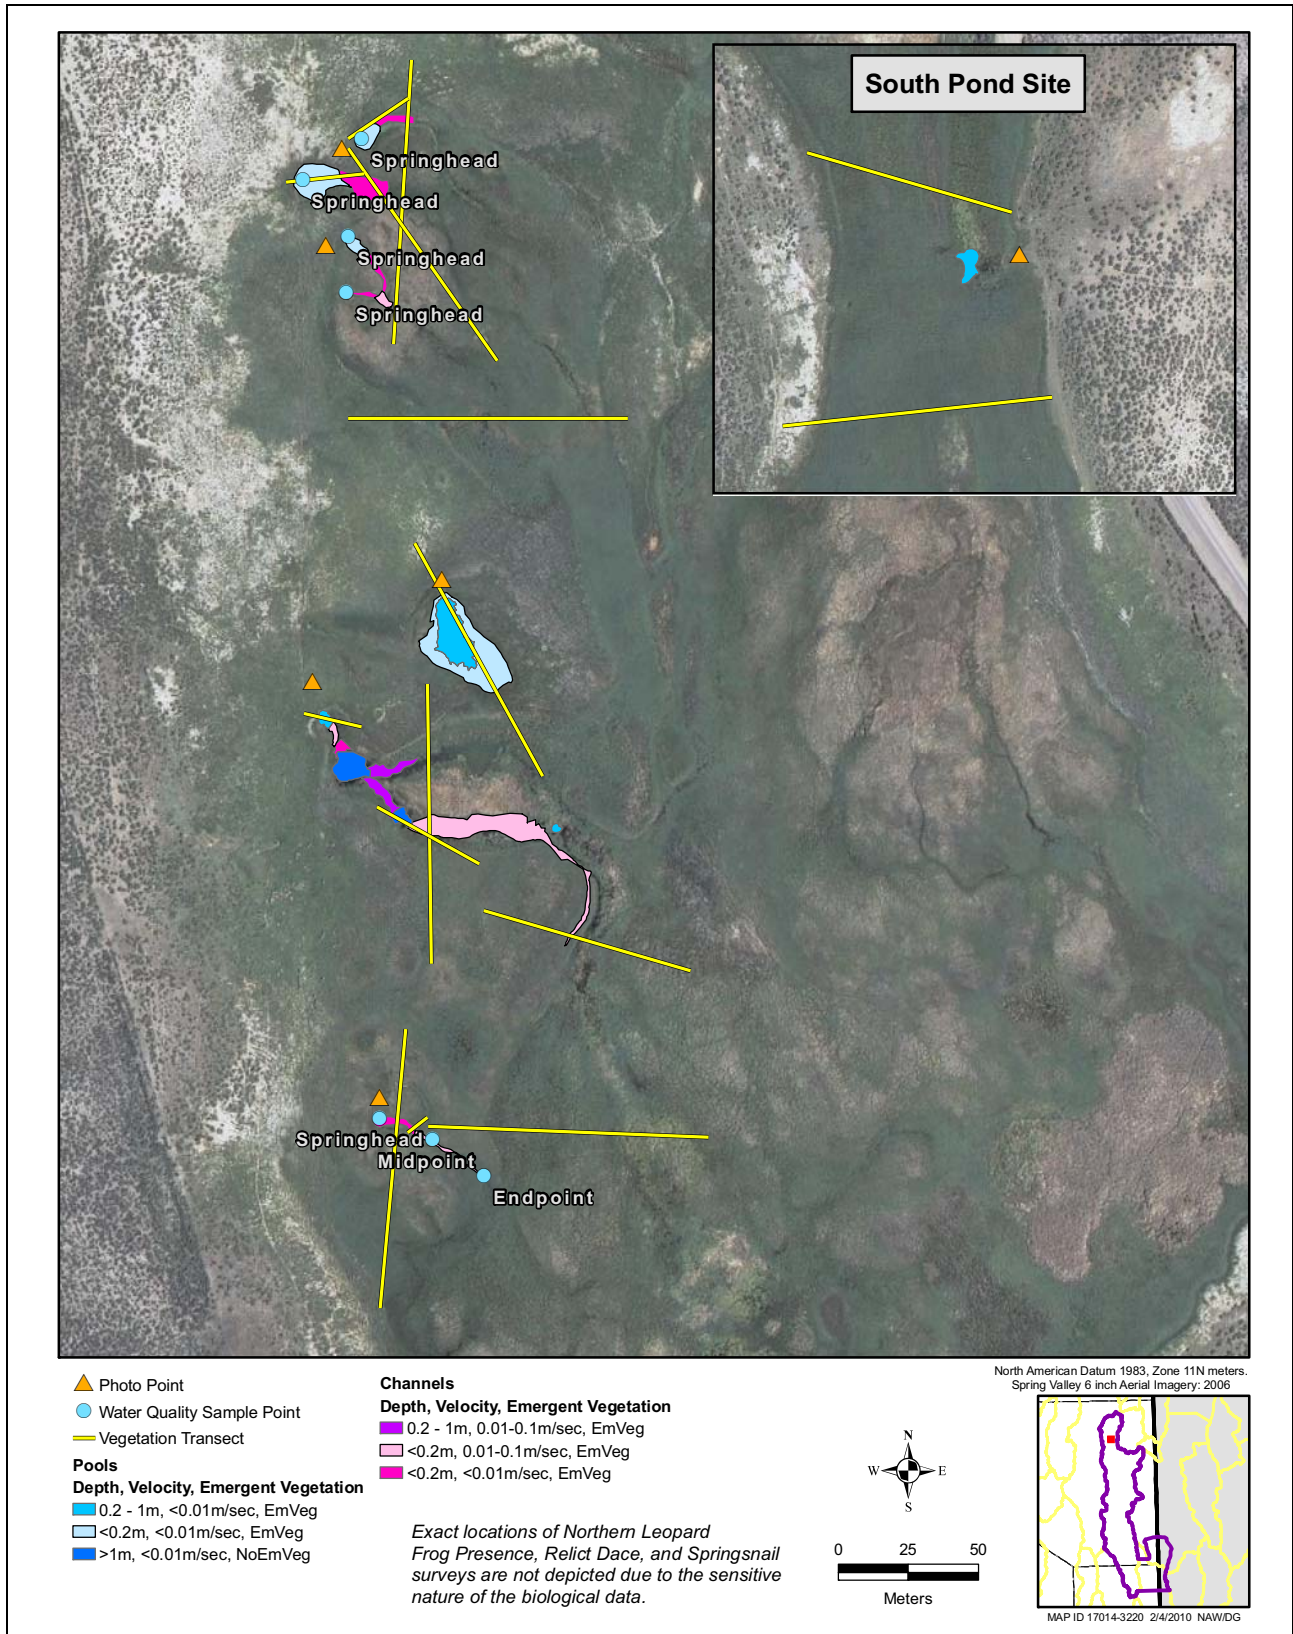 South Pond Site
Springhead
Springhead
Springhead
Springhead
Springhead
Midpoint
Endpoint
Photo Point
Water Quality Sample Point
Vegetation Transect
Pools
Depth, Velocity, Emergent Vegetation
0.2 - 1m, <0.01m/sec, EmVeg
<0.2m, <0.01m/sec, EmVeg
>1m, <0.01m/sec, NoEmVeg
Channels
Depth, Velocity, Emergent Vegetation
0.2 - 1m, 0.01-0.1m/sec, EmVeg
<0.2m, 0.01-0.1m/sec, EmVeg
<0.2m, <0.01m/sec, EmVeg
Exact locations of Northern Leopard
Frog Presence, Relict Dace, and Springsnail
surveys are not depicted due to the sensitive
nature of the biological data.
N
W E
S
0 25 50
Meters
North American Datum 1983, Zone 11N meters.
Spring Valley 6 inch Aerial Imagery: 2006
MAP ID 17014-3220 2/4/2010 NAW/DG